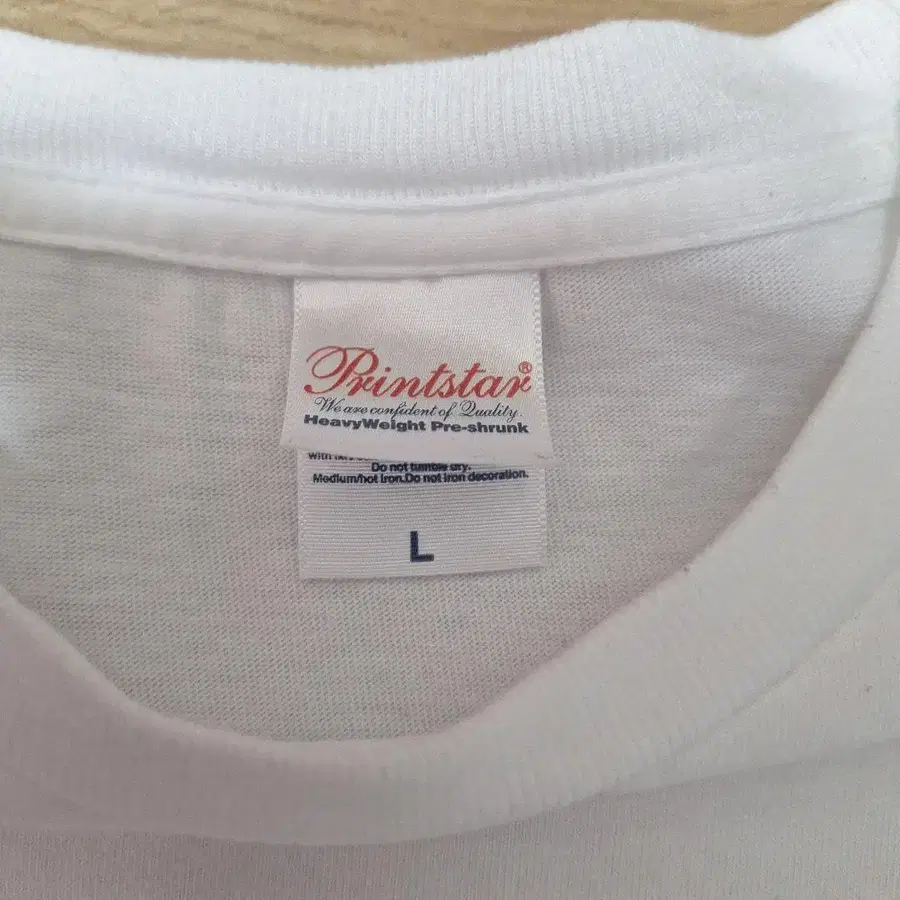 Printstar®
We are confident of Quality.
HeavyWeight Pre-shrunk
Do not tumble dry.
Medium/hot iron.Do not iron decoration.
L